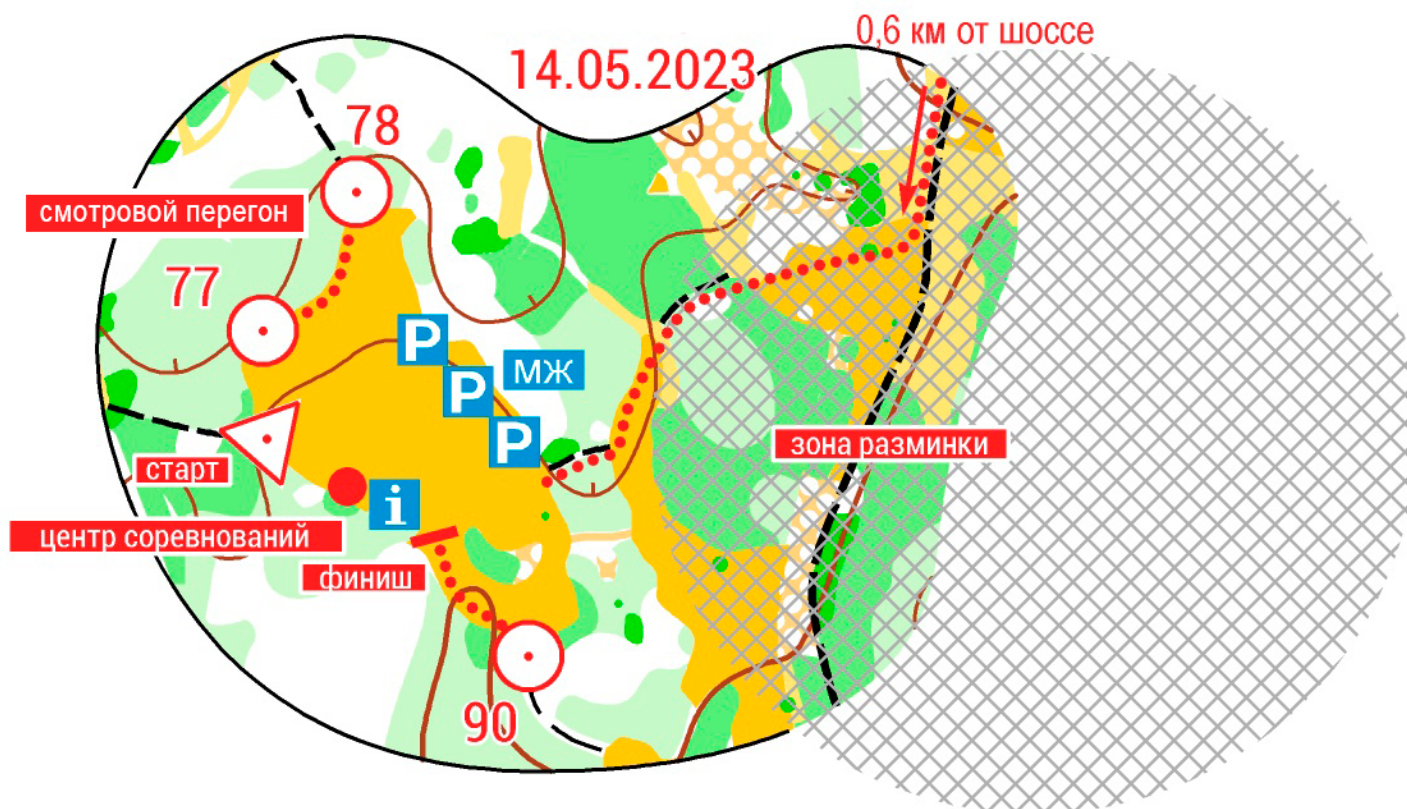 0,6 км от шоссе
14.05.2023
78
смотровой перегон
77
P
P
P
МЖ
старт
зона разминки
i
центр соревнований
финиш
90